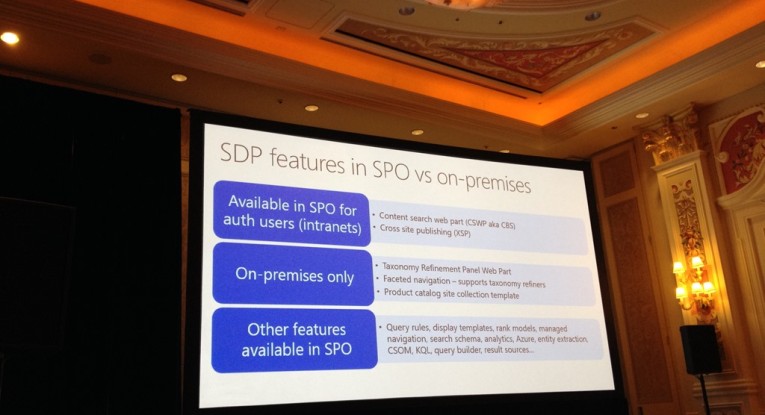 SDP features in SPO vs on-premises
Available in SPO for
auth users (intranets)
• Content search web part (CSWP aka CBS)
• Cross site publishing (XSP)
On-premises only
• Taxonomy Refinement Panel Web Part
• Faceted navigation – supports taxonomy refiners
• Product catalog site collection template
Other features
available in SPO
• Query rules, display templates, rank models, managed
navigation, search schema, analytics, Azure, entity extraction,
CSOM, KQL, query builder, result sources...